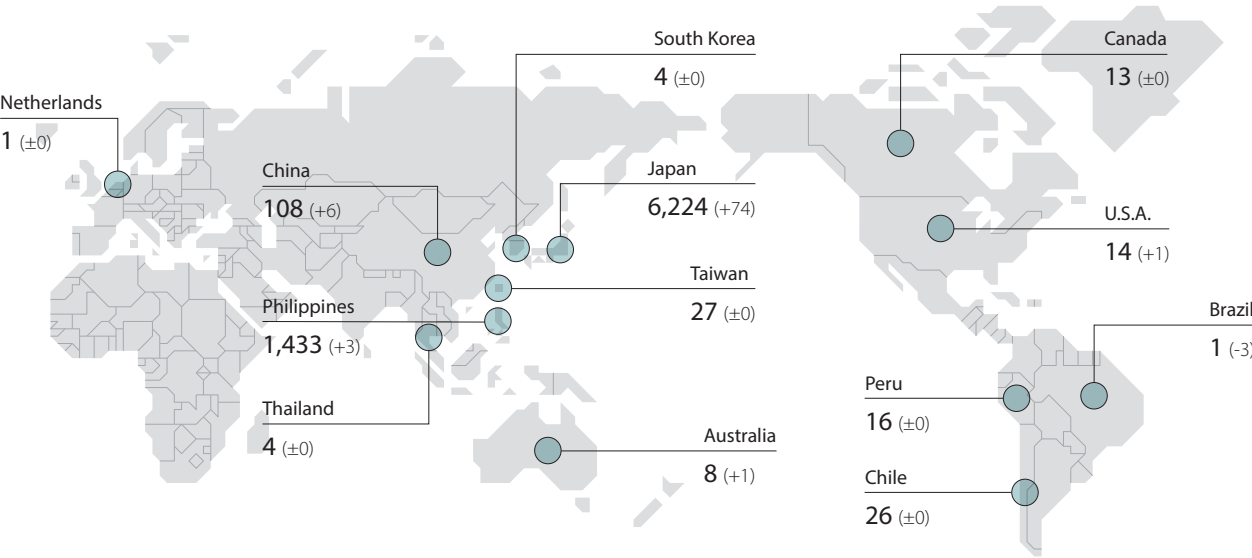 South Korea
4 (±0)
Canada
13 (±0)
Netherlands
1 (±0)
China
108 (+6)
Japan
6,224 (+74)
U.S.A.
14 (+1)
Taiwan
27 (±0)
Philippines
1,433 (+3)
Brazil
1 (-3)
Peru
16 (±0)
Thailand
4 (±0)
Australia
8 (+1)
Chile
26 (±0)